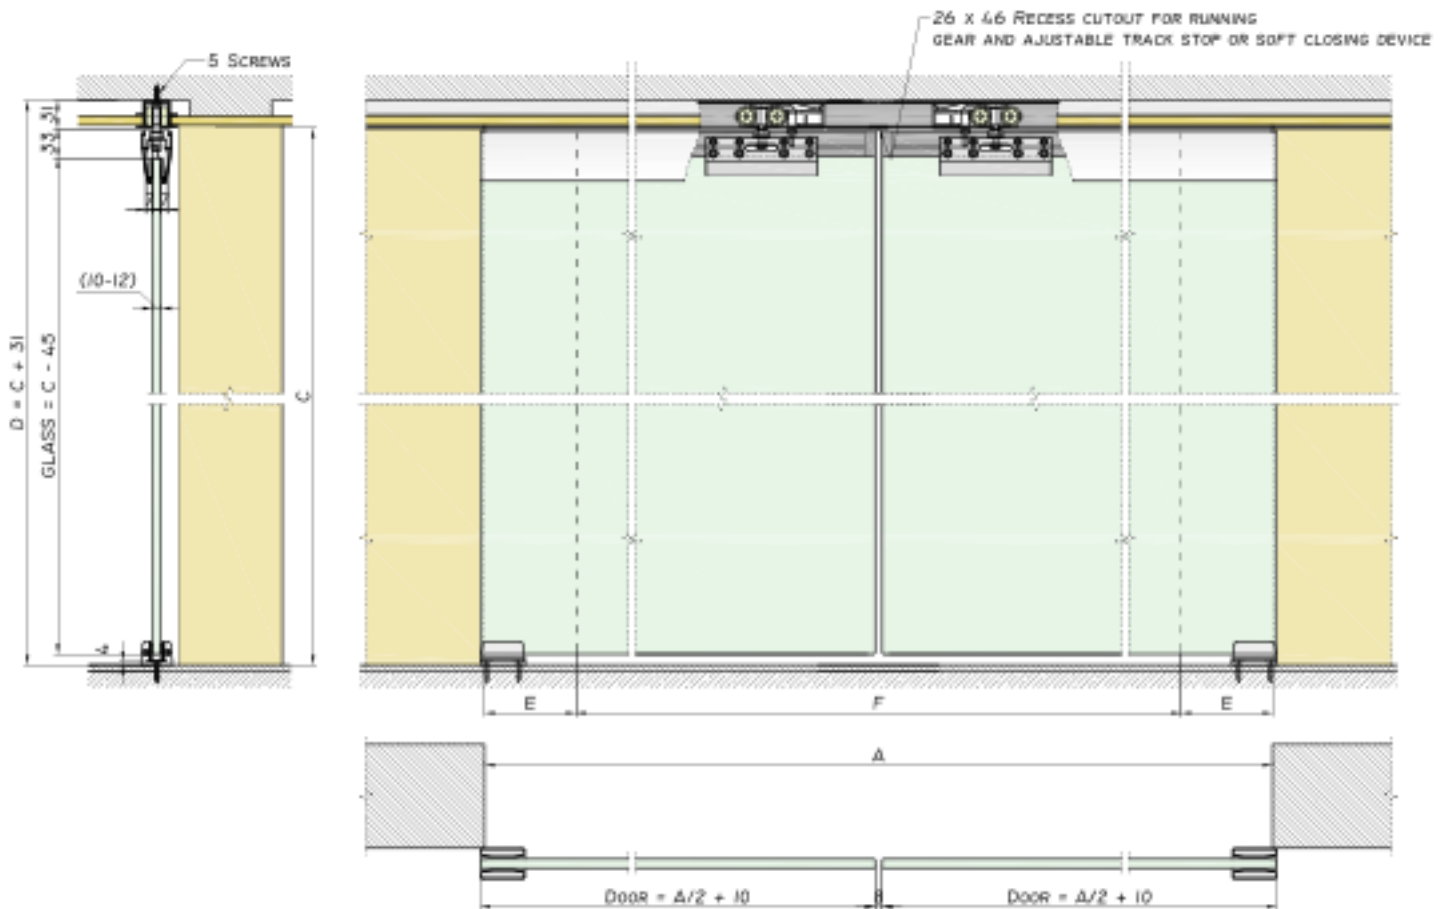 26 X 46 RECESS CUTOUT FOR RUNNING
GEAR AND AJUSTABLE TRACK STOP OR SOFT CLOSING DEVICE
5 SCREWS
31
33
(10-12)
D = C + 31
GLASS = C - 45
C
4
E
F
E
A
DOOR = A/2 + 10
DOOR = A/2 + 10